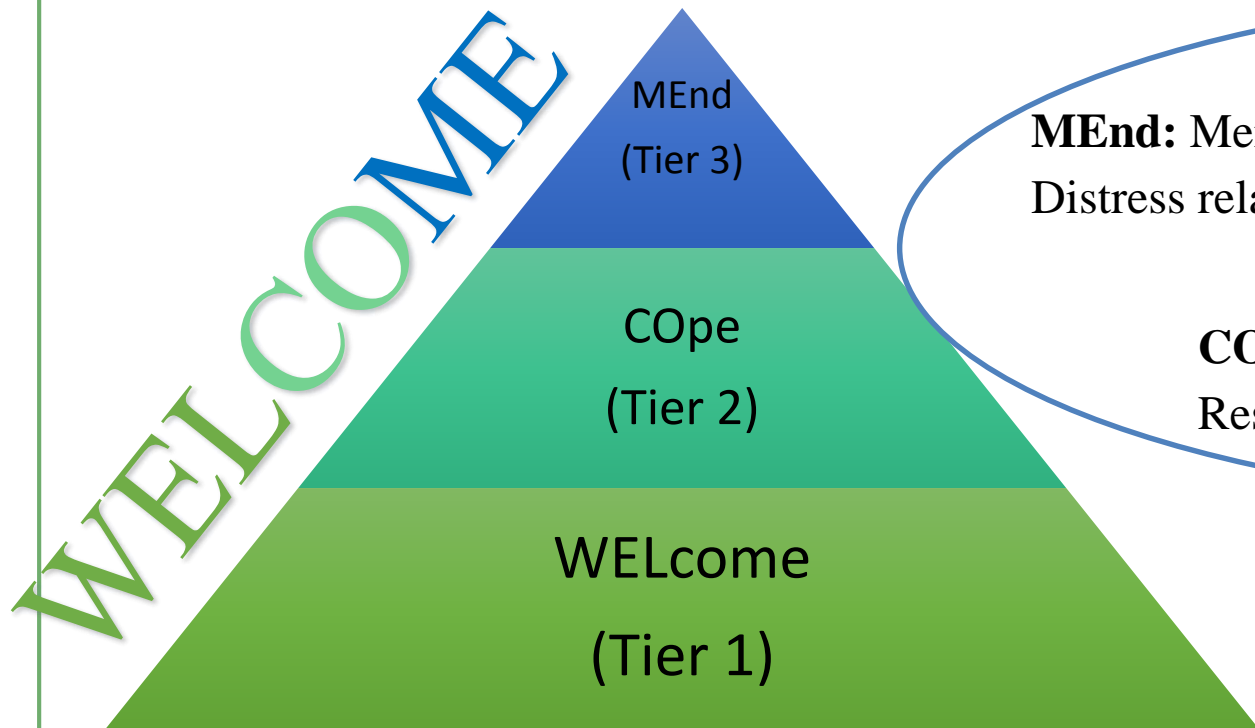 WELCOME
MEnd
(Tier 3)
COpe
(Tier 2)
WELcome
(Tier 1)
MEnd:
Distress